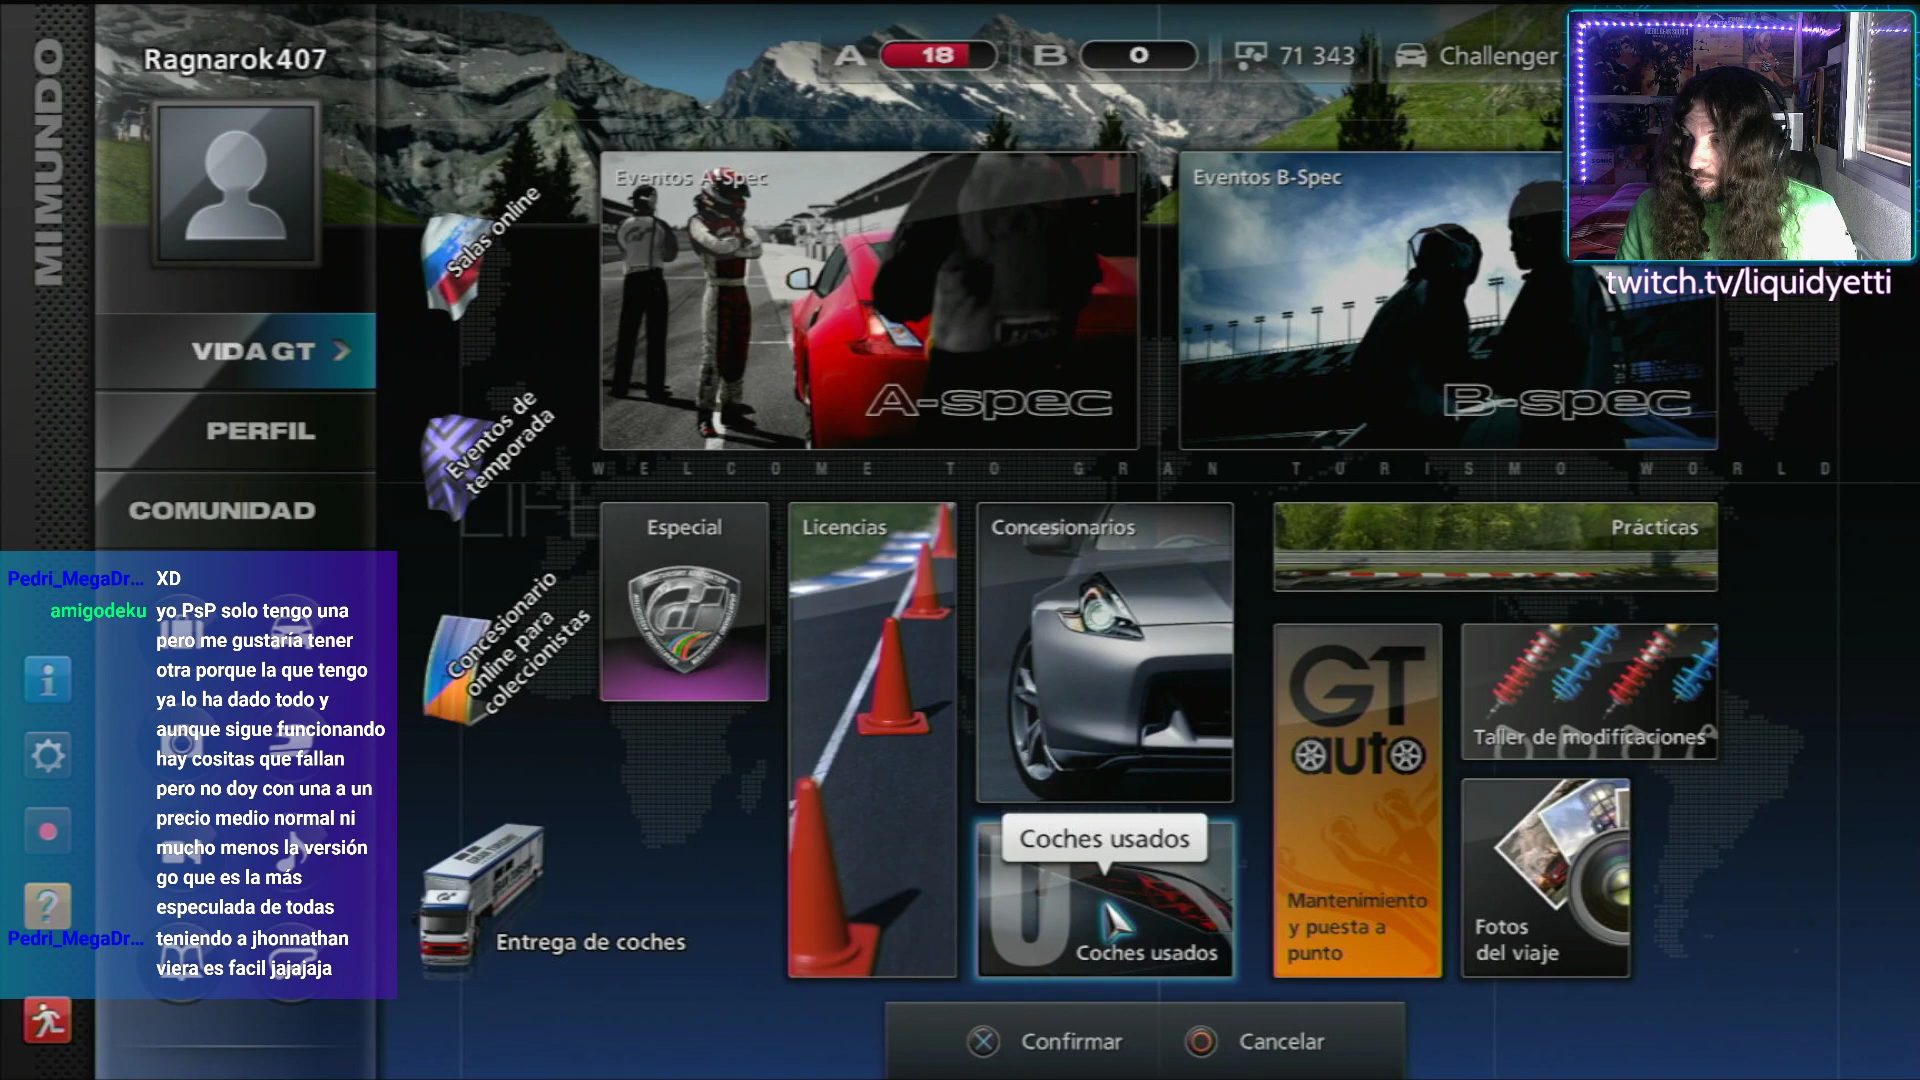 MI MUNDO
Ragnarok407
A 18 B 0 71 343 Challenger
VIDA GT
PERFIL
COMUNIDAD
Salas online
Eventos de
temporada
Concesionario
online para
coleccionistas
Entrega de coches
Eventos A-Spec
A-spec
Eventos B-Spec
B-spec
WELCOME TO GRAN TURISMO WORLD
Especial
Licencias
Concesionarios
Coches usados
U
Coches usados
Prácticas
GT
auto
Mantenimiento
y puesta a
punto
Taller de modificaciones
Fotos
del viaje
Confirmar Cancelar
twitch.tv/liquidyetti
Pedri_MegaDr... XD
amigodeku yo PsP solo tengo una
pero me gustaría tener
otra porque la que tengo
ya lo ha dado todo y
aunque sigue funcionando
hay cositas que fallan
pero no doy con una a un
precio medio normal ni
mucho menos la versión
go que es la más
especulada de todas
Pedri_MegaDr... teniendo a jhonnathan
viera es facil jajajaja